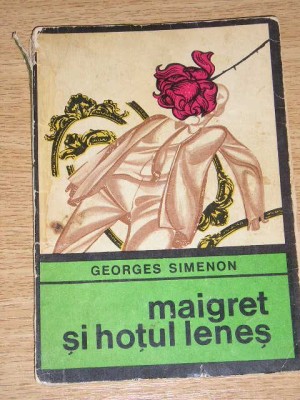 GEORGES SIMENON
maigret
și hoțul leneș